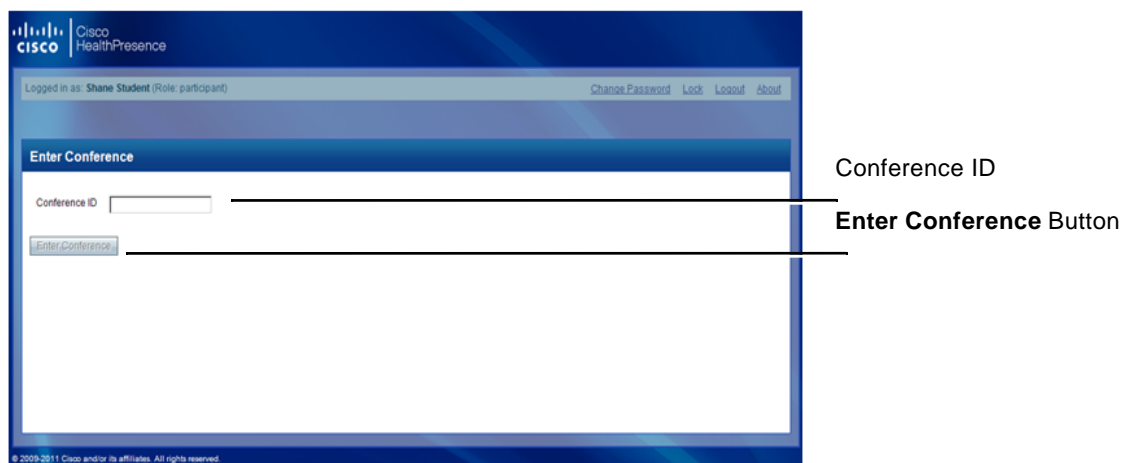 Cisco
CISCO HealthPresence
Logged in as: Shane Student (Role: participant)
Change Password Lock Logout About
Enter Conference
Conference ID
Enter Conference
© 2009-2011 Cisco and/or its affiliates. All rights reserved.
Conference ID
Enter Conference Button